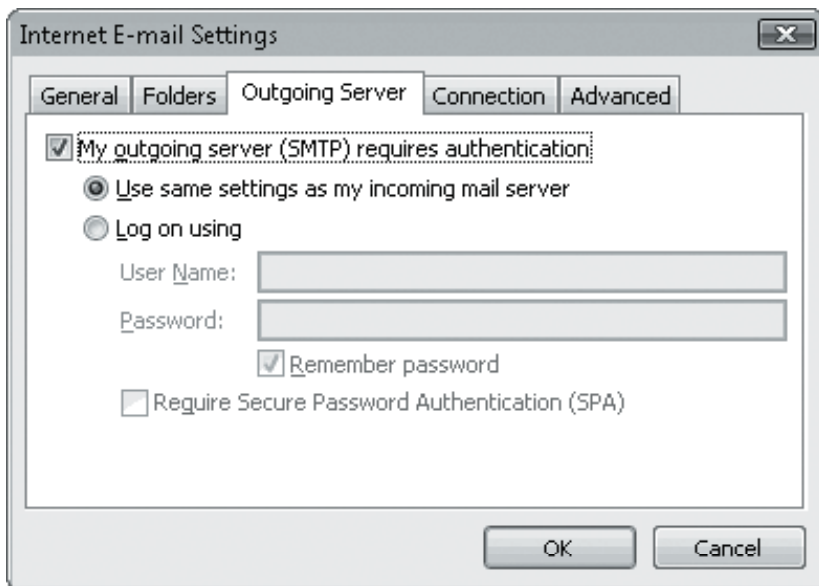 Internet E-mail Settings
General Folders Outgoing Server Connection Advanced
My outgoing server (SMTP) requires authentication
Use same settings as my incoming mail server
Log on using
User Name:
Password:
Remember password
Require Secure Password Authentication (SPA)
OK Cancel